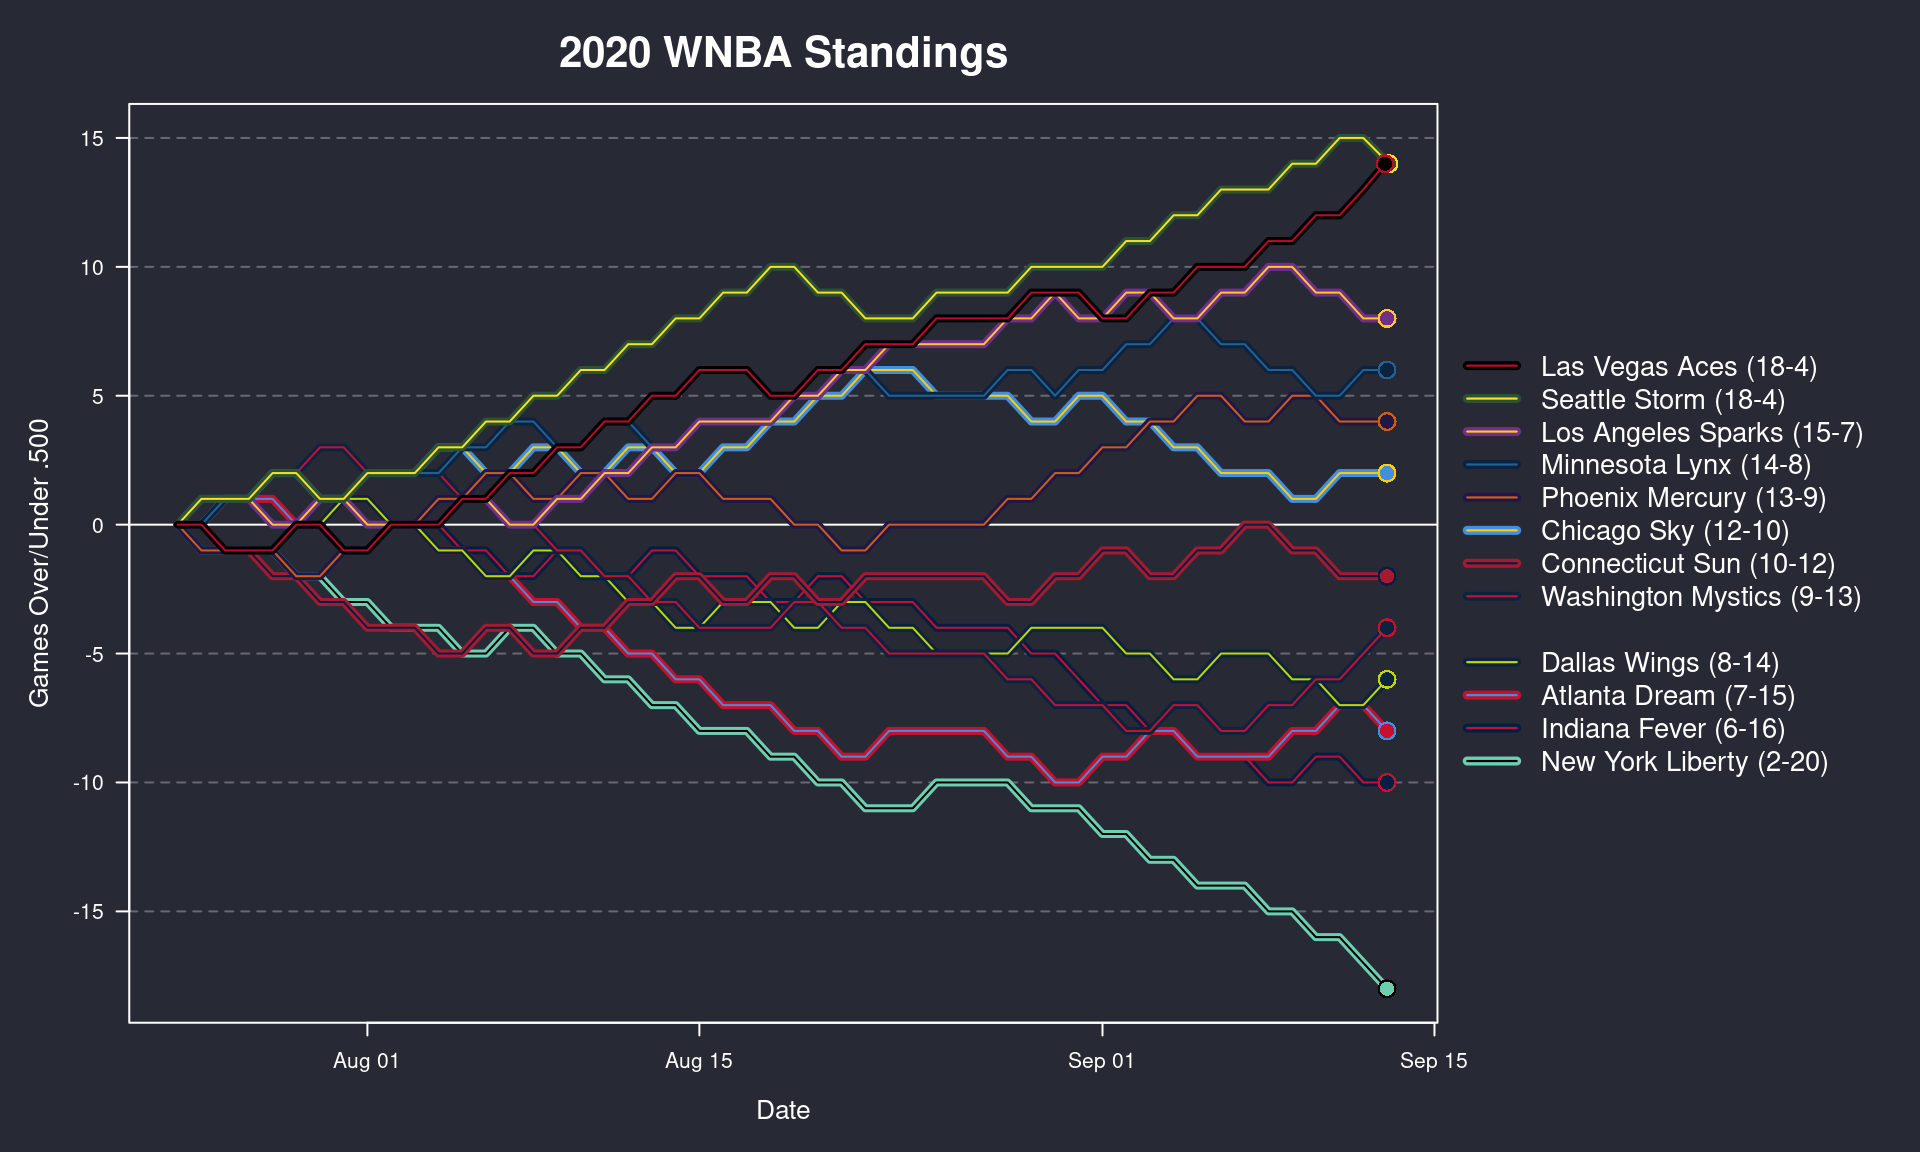 2020 WNBA Standings
Games Over/Under .500
15
10
5
0
-5
-10
-15
Aug 01
Aug 15
Sep 01
Sep 15
Date
Las Vegas Aces (18-4)
Seattle Storm (18-4)
Los Angeles Sparks (15-7)
Minnesota Lynx (14-8)
Phoenix Mercury (13-9)
Chicago Sky (12-10)
Connecticut Sun (10-12)
Washington Mystics (9-13)
Dallas Wings (8-14)
Atlanta Dream (7-15)
Indiana Fever (6-16)
New York Liberty (2-20)